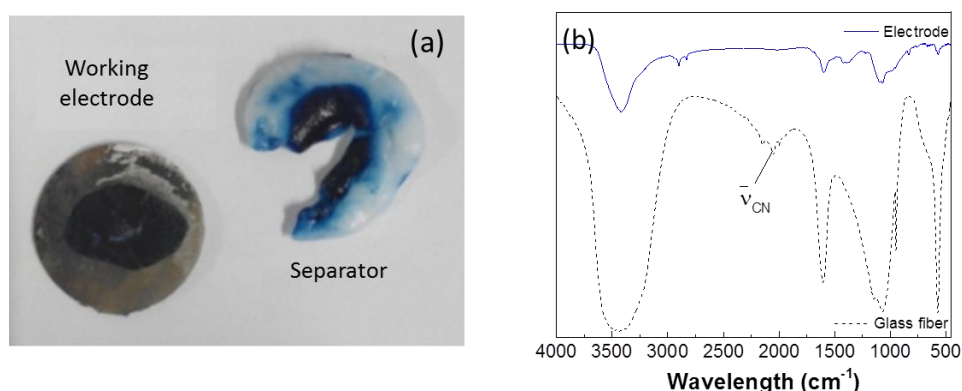 (a)
Working
electrode
Separator
(b)
Electrode
ν̄CN
Glass fiber
4000 3500 3000 2500 2000 1500 1000 500
Wavelength (cm-1)